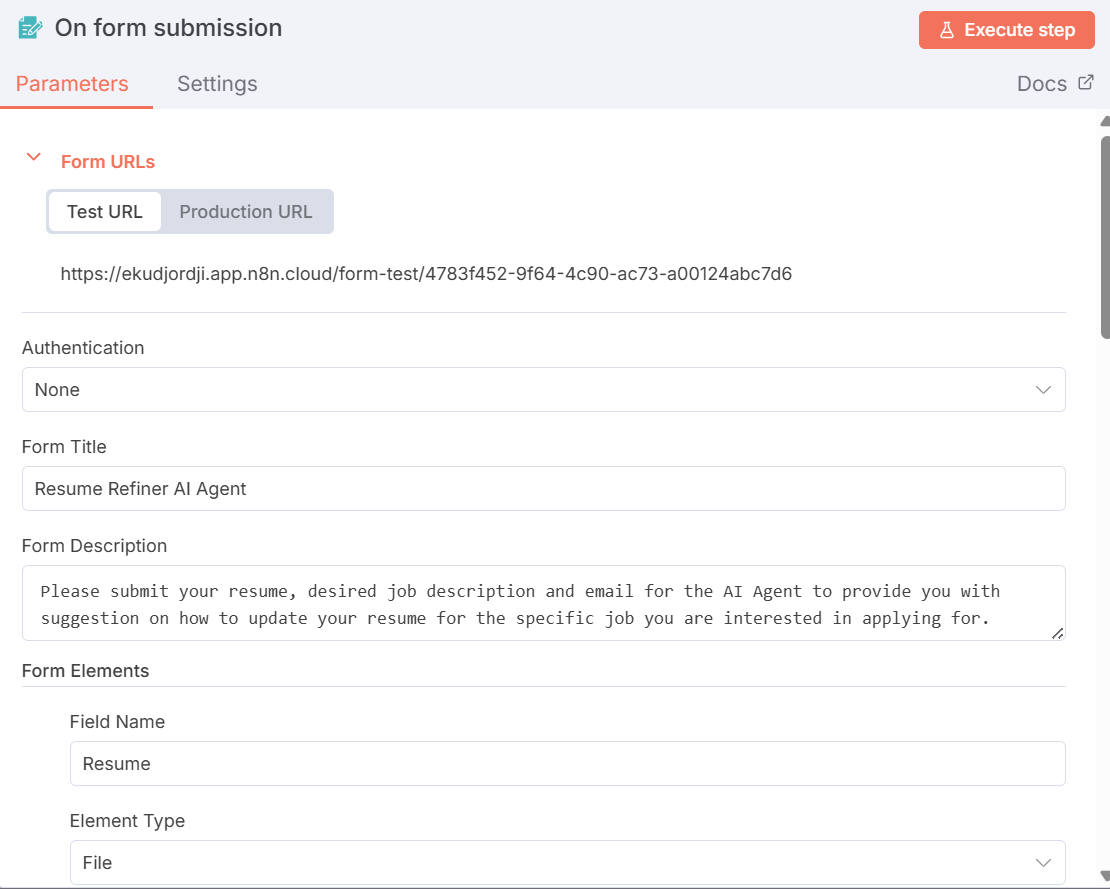 On form submission
Execute step
Parameters
Settings
Docs
Form URLs
Test URL
Production URL
https://ekudjordji.app.n8n.cloud/form-test/4783f452-9f64-4c90-ac73-a00124abc7d6
Authentication
None
Form Title
Resume Refiner AI Agent
Form Description
Please submit your resume, desired job description and email for the AI Agent to provide you with
suggestion on how to update your resume for the specific job you are interested in applying for.
Form Elements
Field Name
Resume
Element Type
File